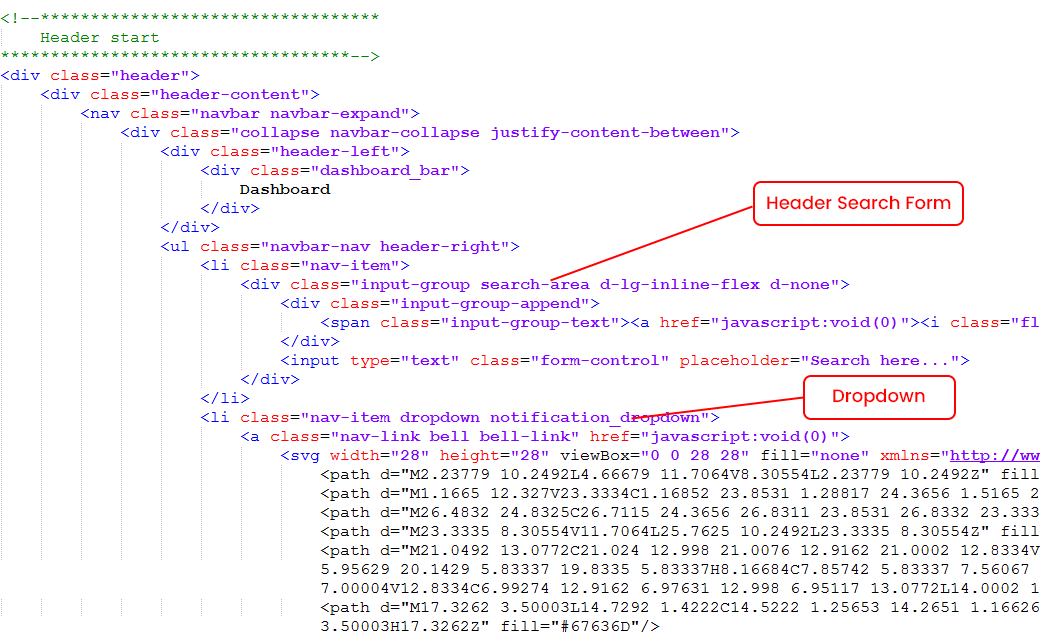 <!--**********************************
    Header start
***********************************-->
<div class="header">
    <div class="header-content">
        <nav class="navbar navbar-expand">
            <div class="collapse navbar-collapse justify-content-between">
                <div class="header-left">
                    <div class="dashboard_bar">
                        Dashboard
                    </div>
                </div>
Header Search Form
                <ul class="navbar-nav header-right">
                    <li class="nav-item">
                        <div class="input-group search-area d-lg-inline-flex d-none">
                            <div class="input-group-append">
                                <span class="input-group-text"><a href="javascript:void(0)"><i class="fl
                            </div>
                            <input type="text" class="form-control" placeholder="Search here...">
                        </div>
                    </li>
Dropdown
                    <li class="nav-item dropdown notification_dropdown">
                        <a class="nav-link bell bell-link" href="javascript:void(0)">
                            <svg width="28" height="28" viewBox="0 0 28 28" fill="none" xmlns="http://ww
                                <path d="M2.23779 10.2492L4.66679 11.7064V8.30554L2.23779 10.2492Z" fill
                                <path d="M1.1665 12.327V23.3334C1.16852 23.8531 1.28817 24.3656 1.5165 2
                                <path d="M26.4832 24.8325C26.7115 24.3656 26.8311 23.8531 26.8332 23.333
                                <path d="M23.3335 8.30554V11.7064L25.7625 10.2492L23.3335 8.30554Z" fill
                                <path d="M21.0492 13.0772C21.024 12.998 21.0076 12.9162 21.0002 12.8334V
                                5.95629 20.1429 5.83337 19.8335 5.83337H8.16684C7.85742 5.83337 7.56067
                                7.00004V12.8334C6.99274 12.9162 6.97631 12.998 6.95117 13.0772L14.0002 1
                                <path d="M17.3262 3.50003L14.7292 1.4222C14.5222 1.25653 14.2651 1.16626
                                3.50003H17.3262Z" fill="#67636D"/>